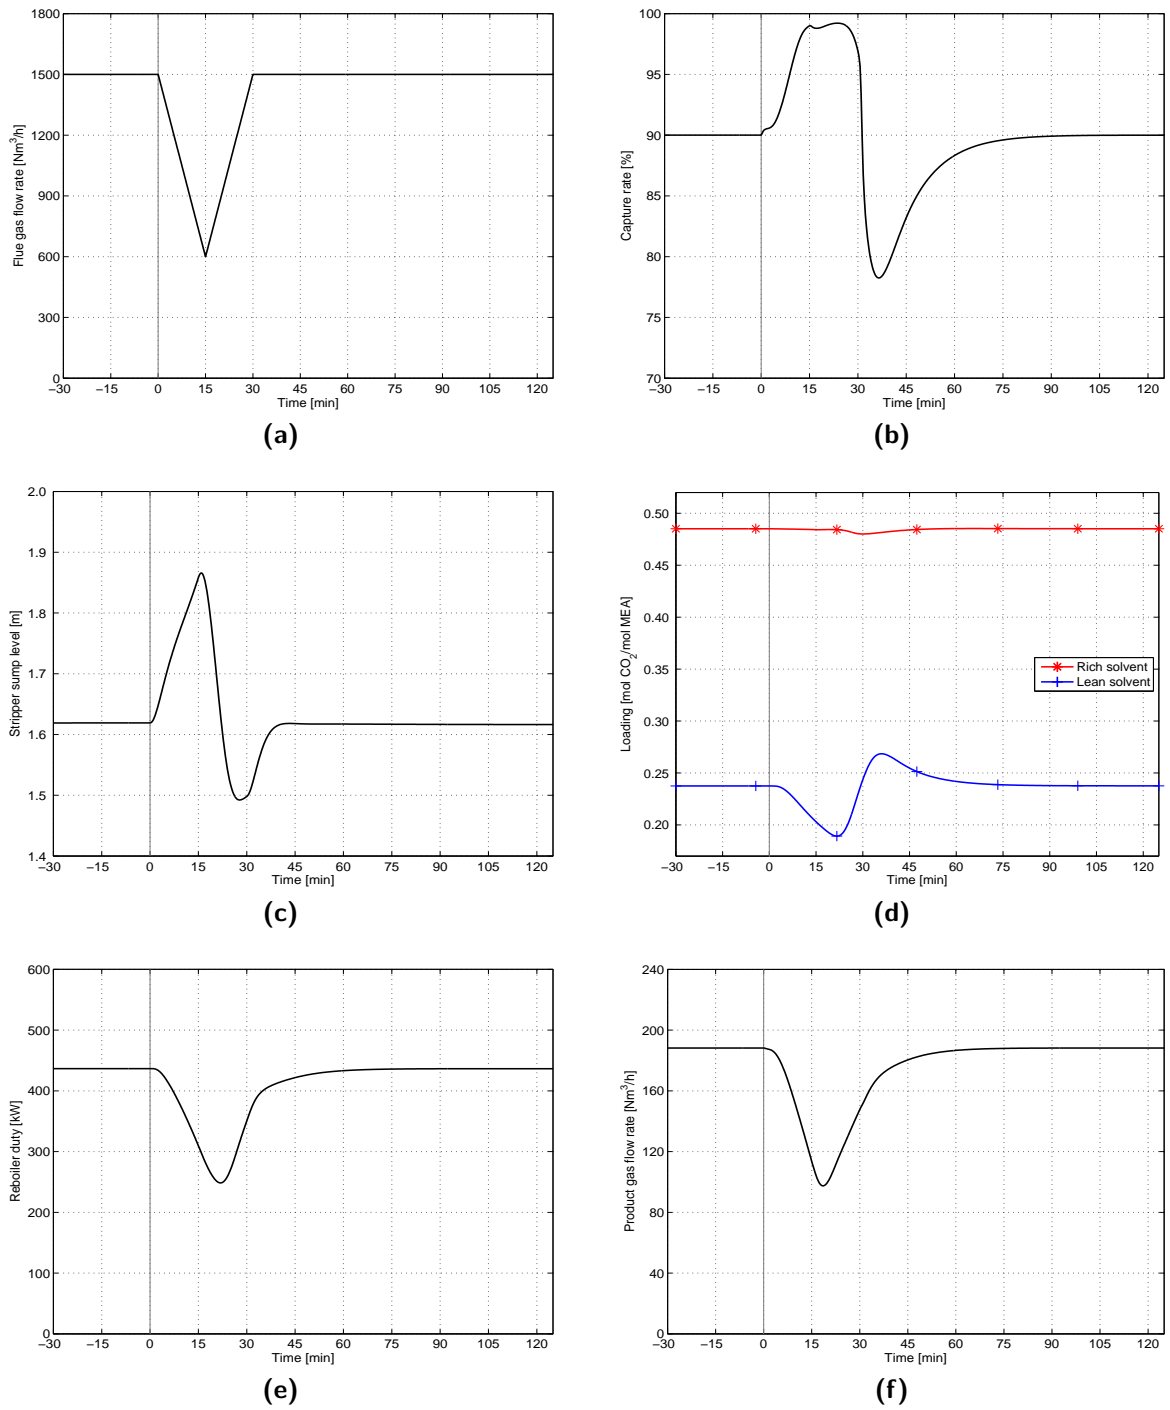 1800
1500
1200
900
600
300
0
Flue gas flow rate [Nm³/h]
−30 −15 0 15 30 45 60 75 90 105 120
Time [min]
(a)
100
95
90
85
80
75
70
Capture rate [%]
−30 −15 0 15 30 45 60 75 90 105 120
Time [min]
(b)
2.0
1.9
1.8
1.7
1.6
1.5
1.4
Stripper sump level [m]
−30 −15 0 15 30 45 60 75 90 105 120
Time [min]
(c)
0.50
0.45
0.40
0.35
0.30
0.25
0.20
Loading [mol CO₂/mol MEA]
Rich solvent
Lean solvent
−30 −15 0 15 30 45 60 75 90 105 125
Time [min]
(d)
600
500
400
300
200
100
0
Reboiler duty [kW]
−30 −15 0 15 30 45 60 75 90 105 120
Time [min]
(e)
240
200
160
120
80
40
0
Product gas flow rate [Nm³/h]
−30 −15 0 15 30 45 60 75 90 105 120
Time [min]
(f)